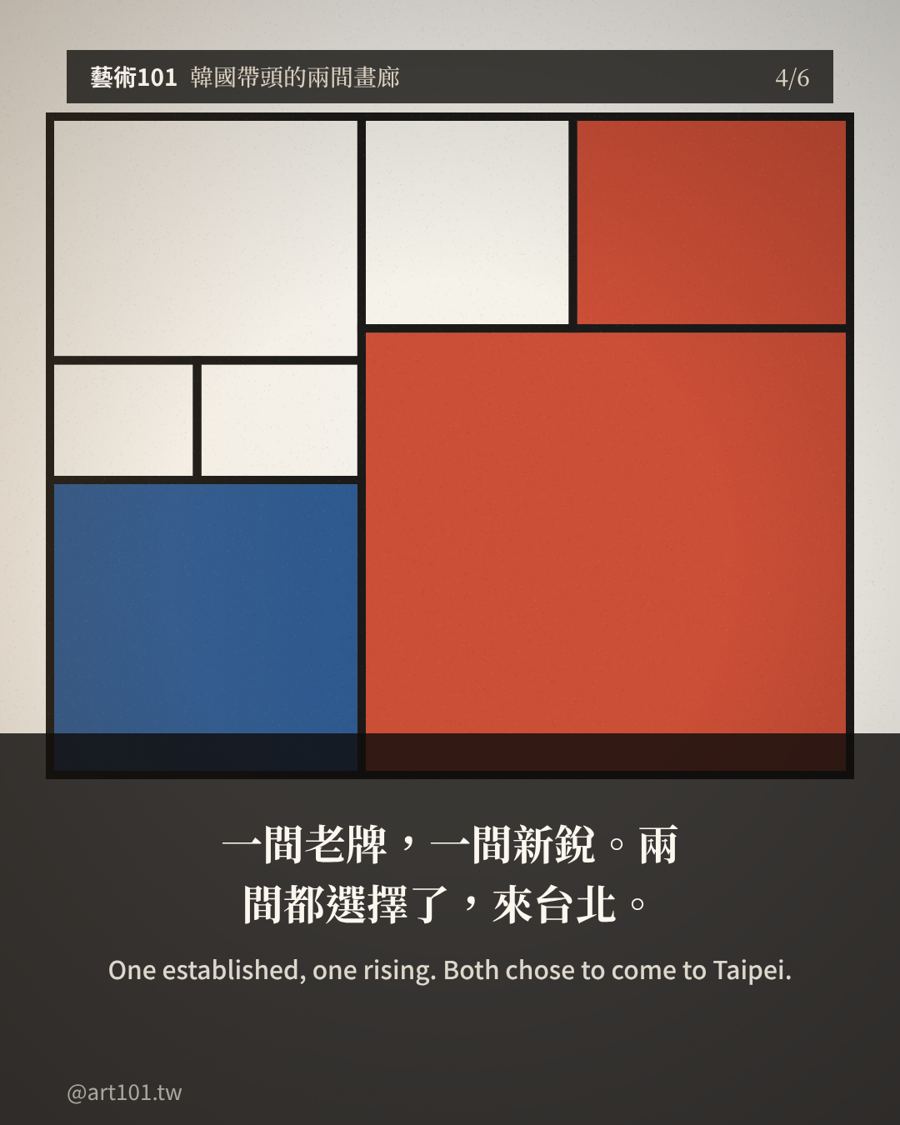 藝術101 韓國帶頭的兩間畫廊 4/6
一間老牌，一間新銳。兩
間都選擇了，來台北。
One established, one rising. Both chose to come to Taipei.
@art101.tw